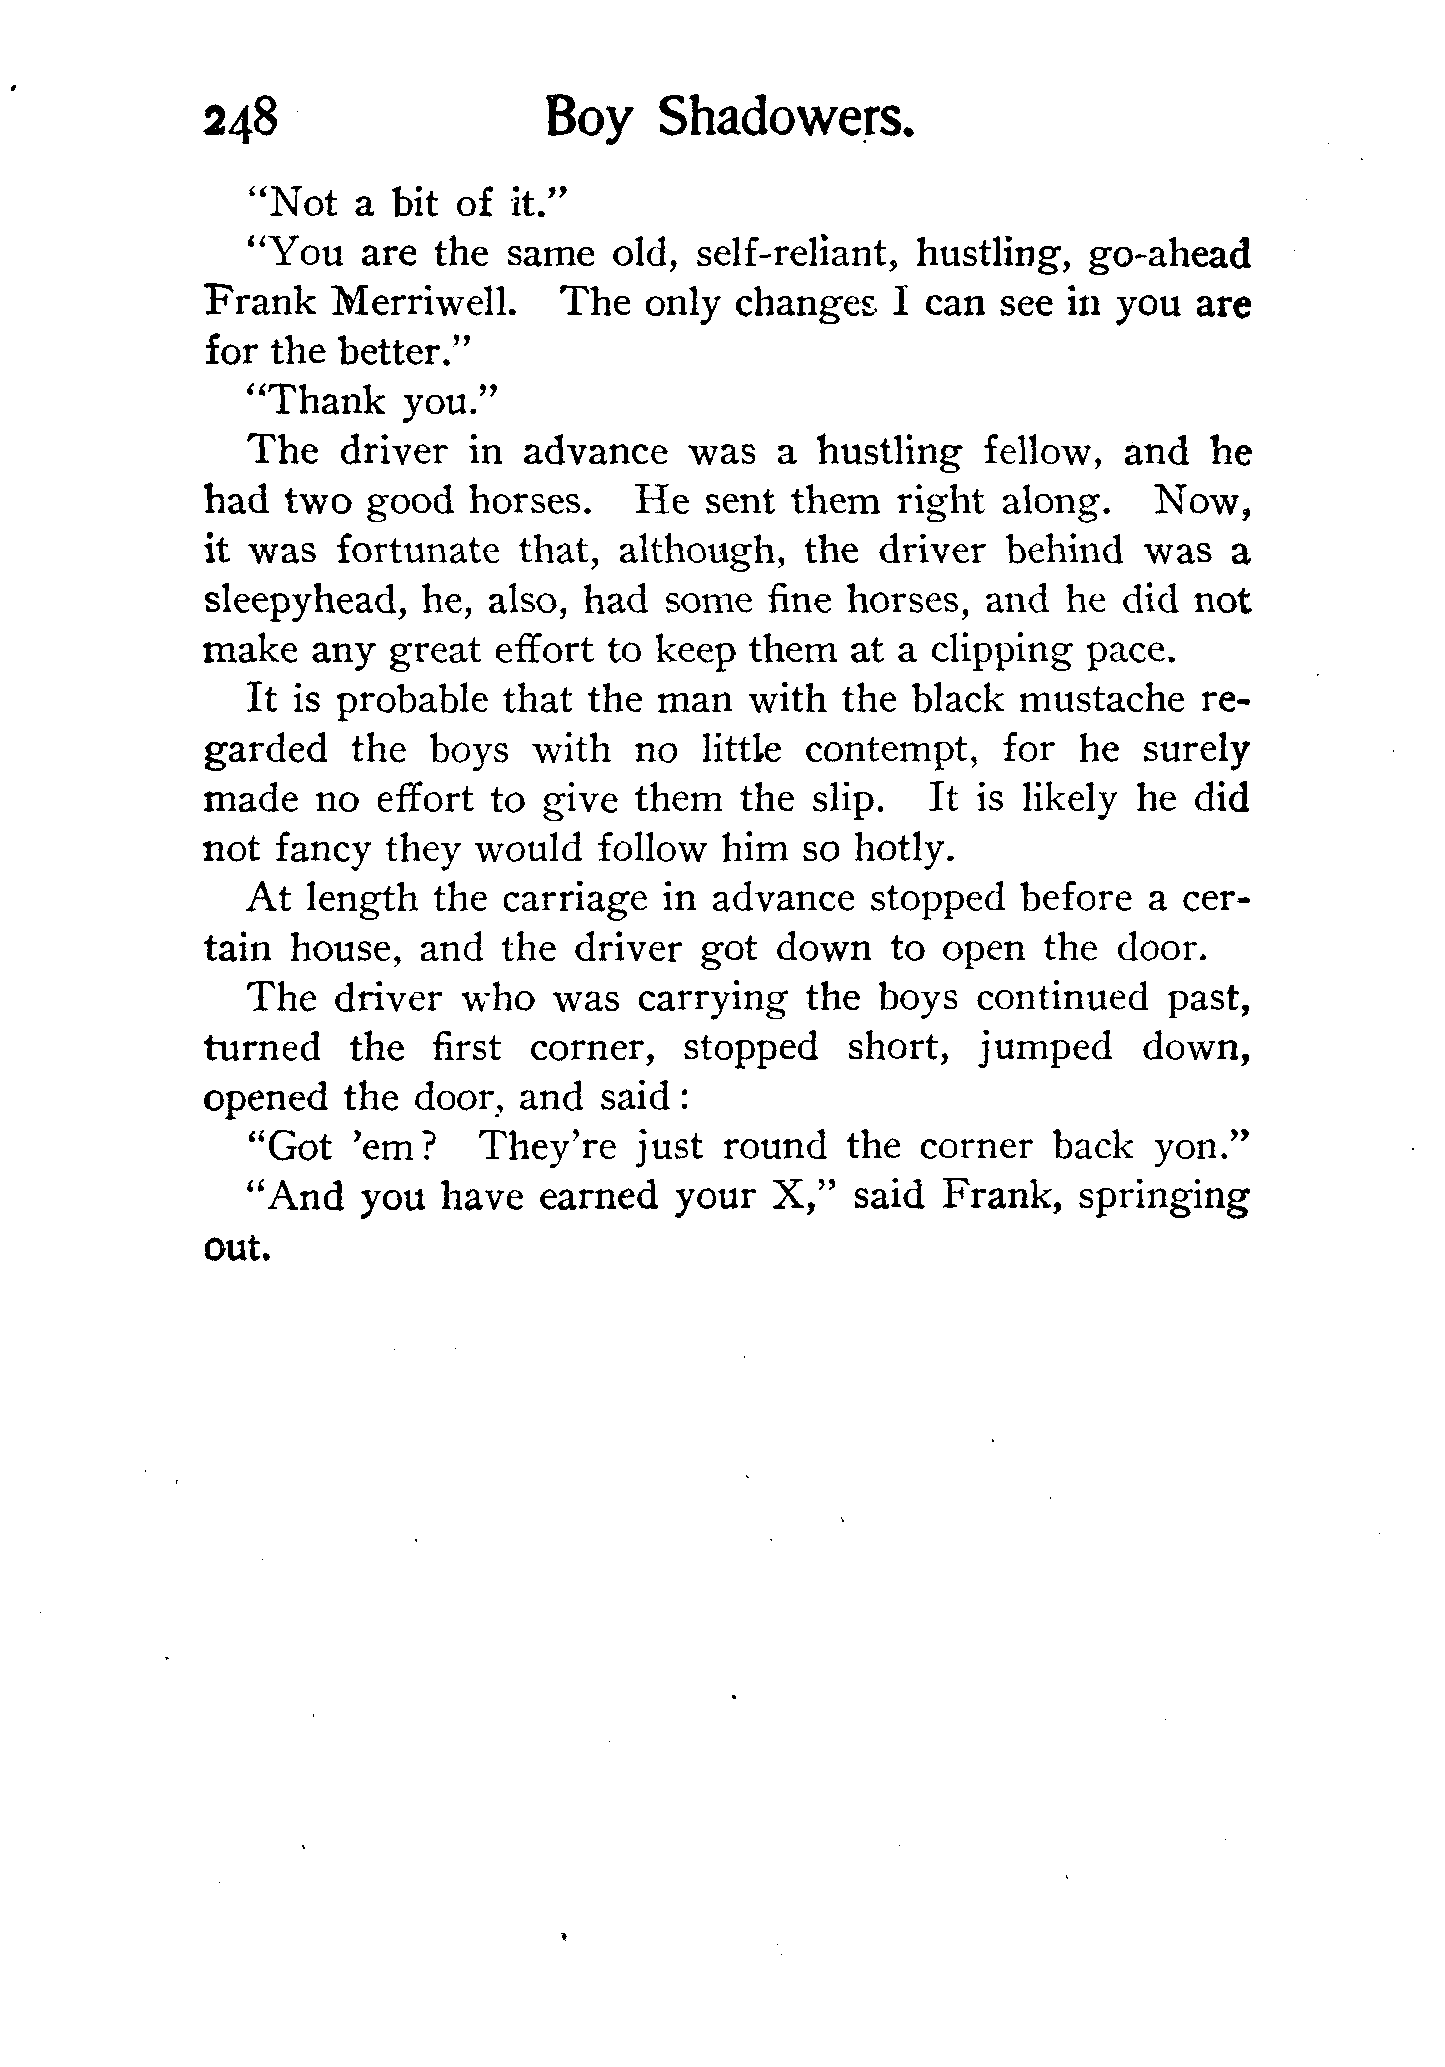 248 Boy Shadowers.
"Not a bit of it."
"You are the same old, self-reliant, hustling, go-ahead
Frank Merriwell. The only changes I can see in you are
for the better."
"Thank you."
The driver in advance was a hustling fellow, and he
had two good horses. He sent them right along. Now,
it was fortunate that, although, the driver behind was a
sleepyhead, he, also, had some fine horses, and he did not
make any great effort to keep them at a clipping pace.
It is probable that the man with the black mustache re-
garded the boys with no little contempt, for he surely
made no effort to give them the slip. It is likely he did
not fancy they would follow him so hotly.
At length the carriage in advance stopped before a cer-
tain house, and the driver got down to open the door.
The driver who was carrying the boys continued past,
turned the first corner, stopped short, jumped down,
opened the door, and said:
"Got 'em? They're just round the corner back yon."
"And you have earned your X," said Frank, springing
out.